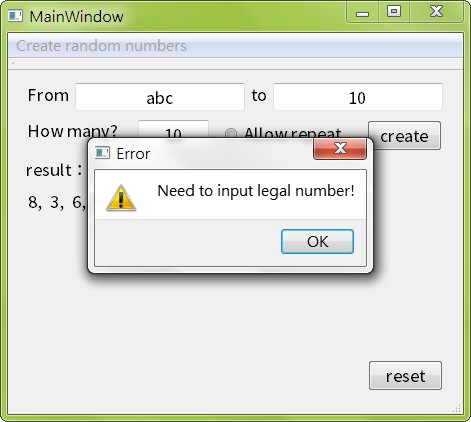 MainWindow
Create random numbers
From abc to 10
How many? 10 Allow repeat create
result：
8, 3, 6,
Error
Need to input legal number!
OK
reset